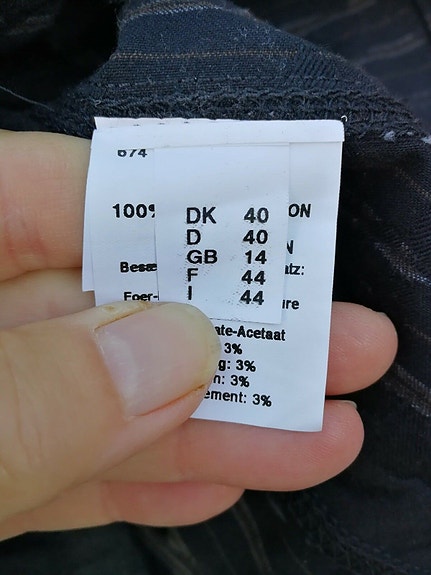 674
100% ON
DK 40
D 40
GB 14
F 44
I 44
N
Besæ atz:
Foer- ure
ate-Acetaat
3%
g: 3%
n: 3%
ement: 3%